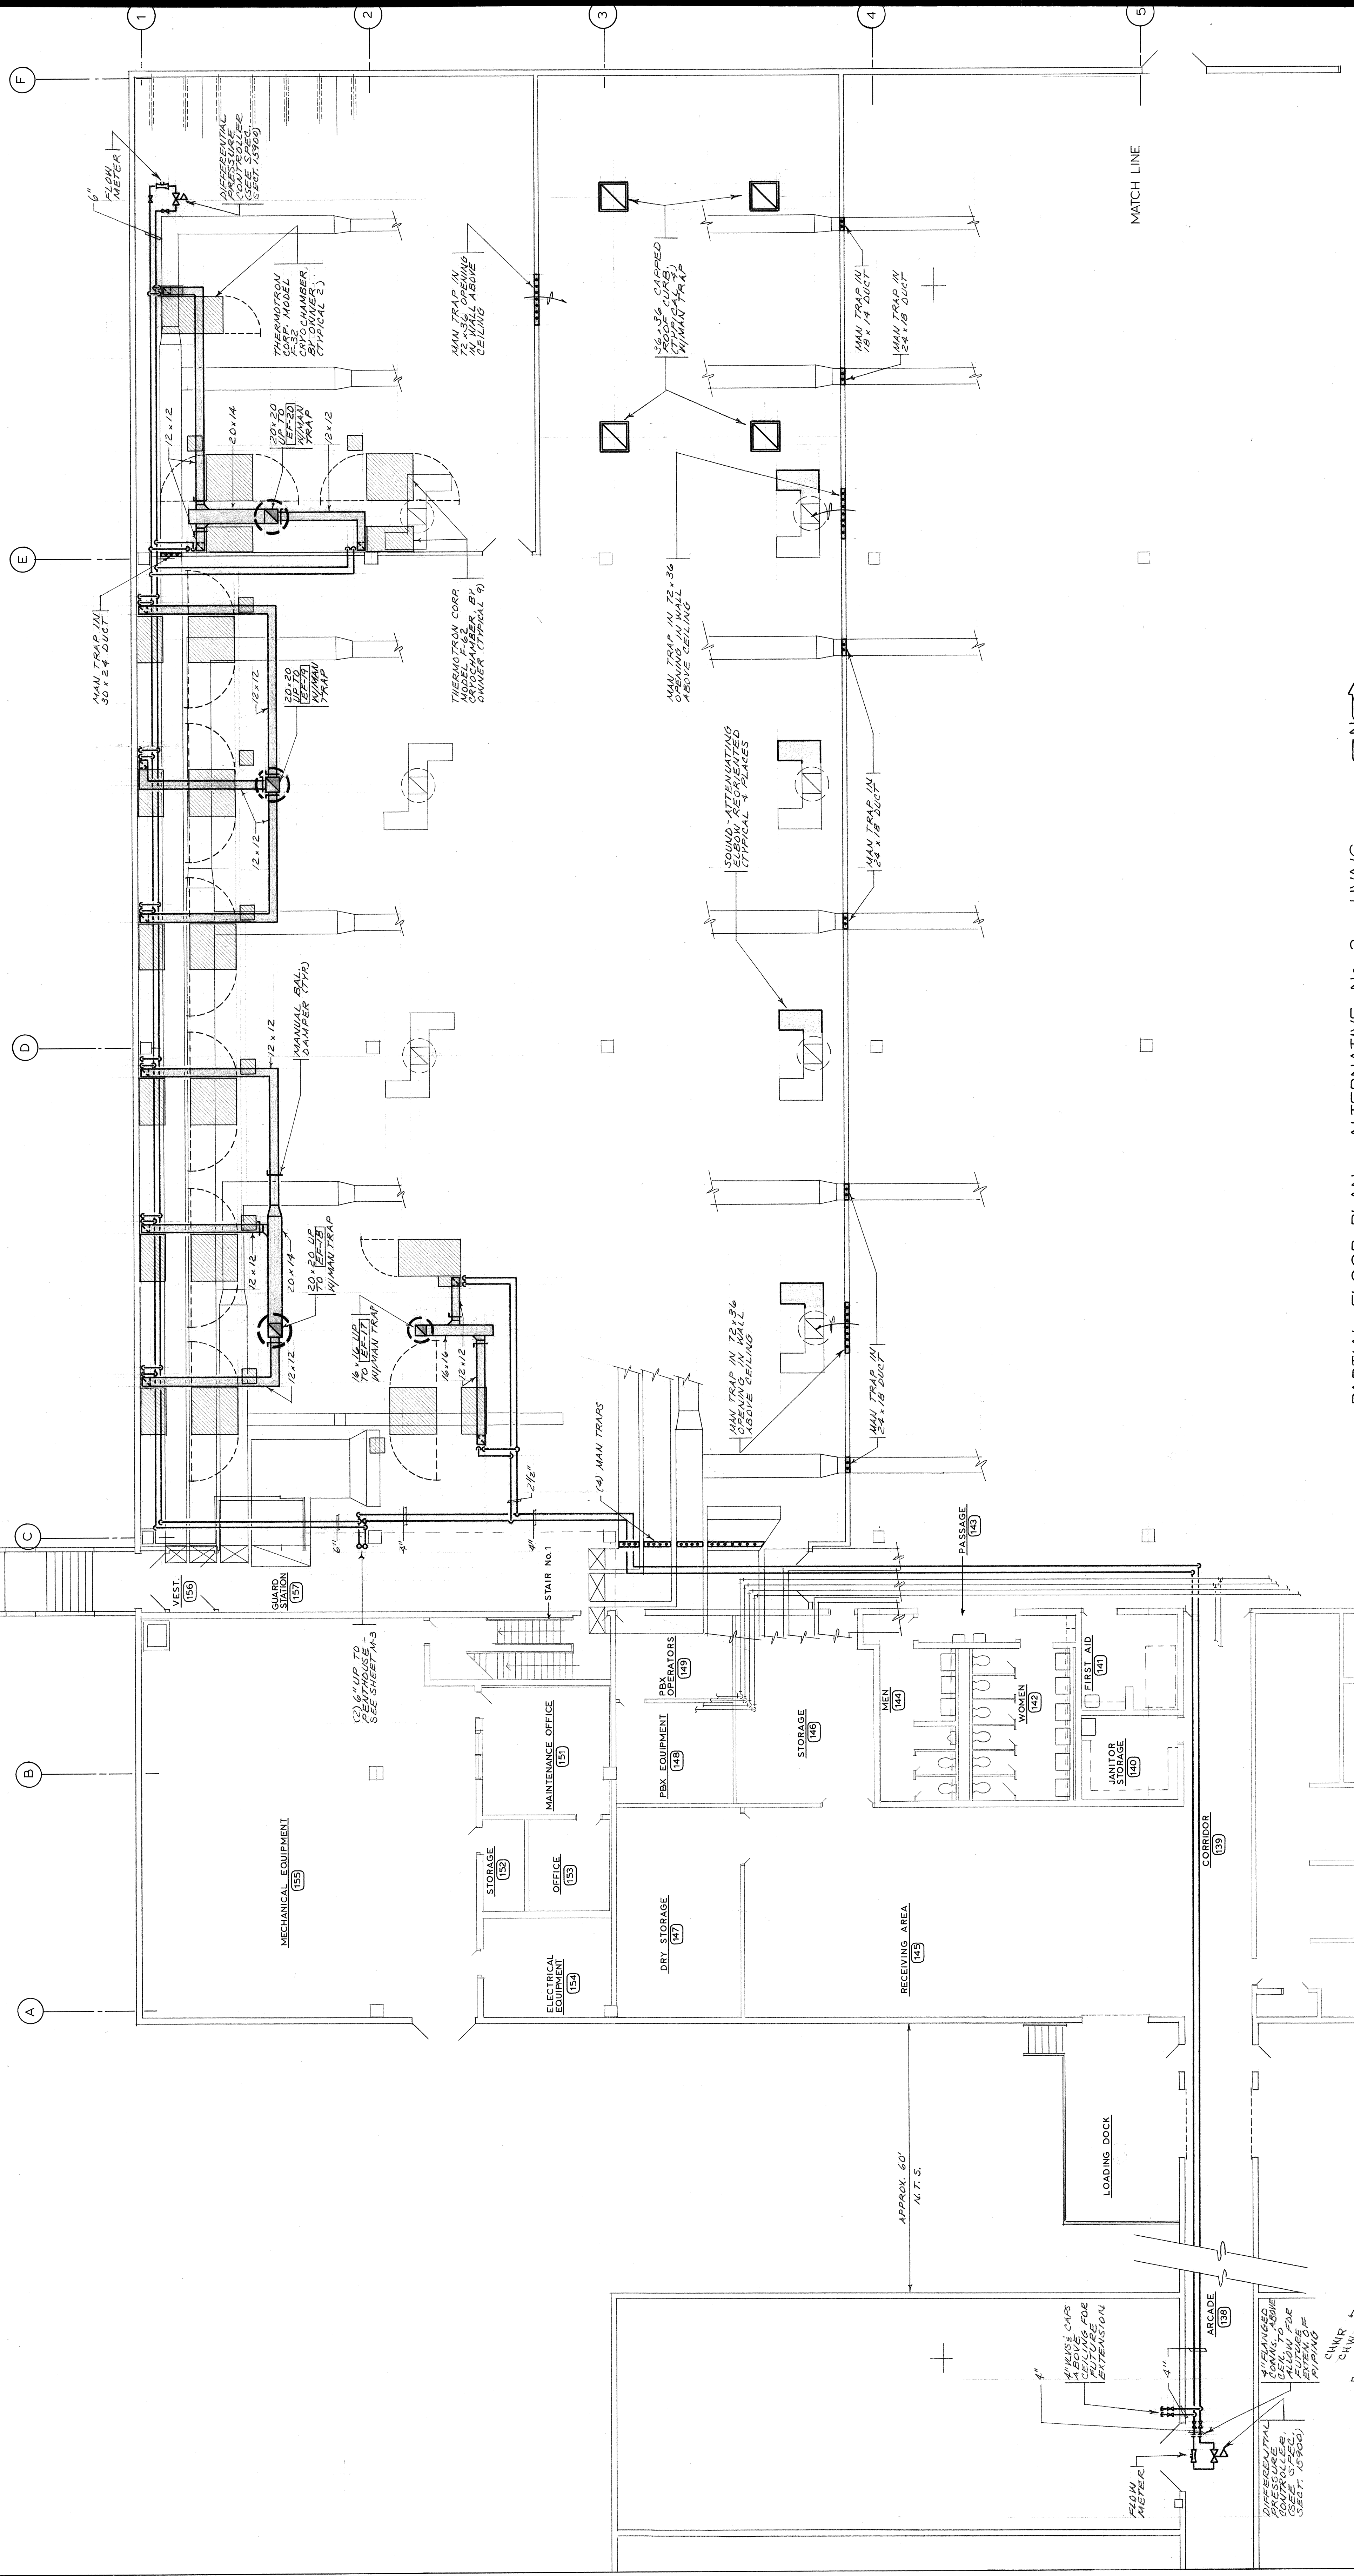 F
E
D
C
B
A
1
2
3
4
5
6"
FLOW
METER
DIFFERENTIAL
PRESSURE
CONTROLLER
(SEE SPEC.
SECT. 15900)
THERMOTRON
CORP. MODEL
F-32
CRYOCHAMBER,
BY OWNER.
(TYPICAL 2)
MAN TRAP IN
72 x 36 OPENING
IN WALL ABOVE
CEILING
36 x 36 CAPPED
ROOF CURB.
(TYPICAL 4)
W/MAN TRAP
MAN TRAP IN
18 x 14 DUCT
MAN TRAP IN
24 x 18 DUCT
MATCH LINE
12 x 12
20 x 14
20 x 20
UP TO
EF-20
W/MAN
TRAP
12 x 12
MAN TRAP IN
30 x 24 DUCT
THERMOTRON CORP.
MODEL F-62
CRYOCHAMBER, BY
OWNER (TYPICAL 9)
MAN TRAP IN 72 x 36
OPENING IN WALL
ABOVE CEILING
12 x 12
20 x 20
UP TO
EF-19
W/MAN
TRAP
12 x 12
SOUND-ATTENUATING
ELBOW REORIENTED
(TYPICAL 4 PLACES
MAN TRAP IN
24 x 18 DUCT
MANUAL BAL.
DAMPER (TYP.)
12 x 12
12 x 12
20 x 14
20 x 20 UP
TO EF-18
W/MAN TRAP
12 x 12
16 x 16 UP
TO EF-17
W/MAN TRAP
16 x 16
12 x 12
MAN TRAP IN 72 x 36
OPENING IN WALL
ABOVE CEILING
MAN TRAP IN
24 x 18 DUCT
(4) MAN TRAPS
2½"
6"
4"
4"
VEST.
156
GUARD
STATION
157
STAIR No.1
PASSAGE
143
(2) 6" UP TO
PENTHOUSE -
SEE SHEET M-3
MECHANICAL EQUIPMENT
155
MAINTENANCE OFFICE
151
STORAGE
152
OFFICE
153
ELECTRICAL
EQUIPMENT
154
PBX
OPERATORS
149
PBX EQUIPMENT
148
STORAGE
146
DRY STORAGE
147
RECEIVING AREA
145
MEN
144
WOMEN
142
FIRST AID
141
JANITOR
STORAGE
140
CORRIDOR
139
APPROX. 60'
N.T.S.
LOADING DOCK
ARCADE
138
4"
4" VLVS & CAPS
ABOVE
CEILING FOR
FUTURE
EXTENSION
4"
4" FLANGED
CONNS. ABOVE
CEIL. TO
ALLOW FOR
FUTURE
EXTEN. OF
PIPING
FLOW
METER
DIFFERENTIAL
PRESSURE
CONTROLLER.
(SEE SPEC.
SECT. 15900)
CHWR